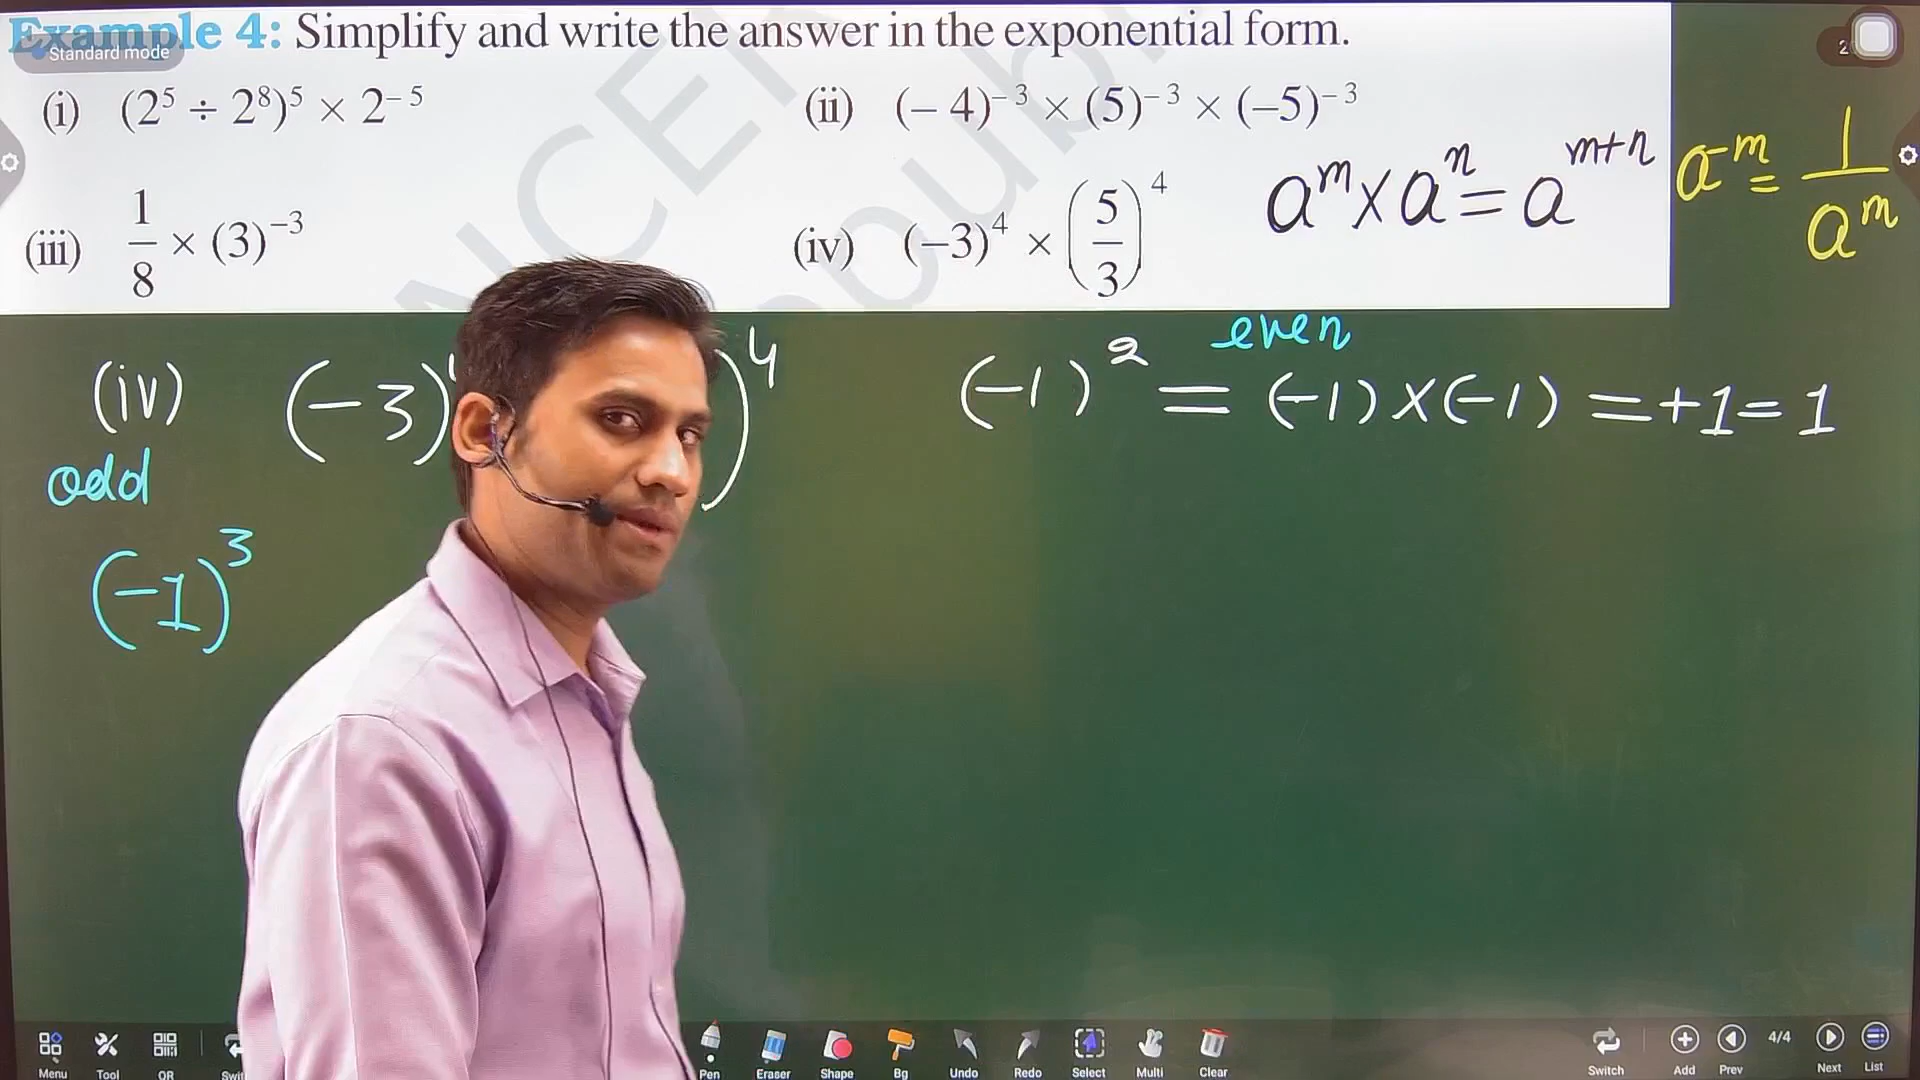 Example 4: Simplify and write the answer in the exponential form.
Standard mode
(i) (2⁵ ÷ 2⁸)⁵ × 2⁻⁵
(ii) (– 4)⁻³ × (5)⁻³ × (–5)⁻³
aᵐ × aⁿ = aᵐ⁺ⁿ
a⁻ᵐ = 1/aᵐ
(iii) 1/8 × (3)⁻³
(iv) (–3)⁴ × (5/3)⁴
(iv) (-3) )⁴
even
(-1)² = (-1) × (-1) = +1 = 1
odd
(-1)³
Menu Tool QR Pen Eraser Shape Bg Undo Redo Select Multi Clear Switch Add Prev 4/4 Next List